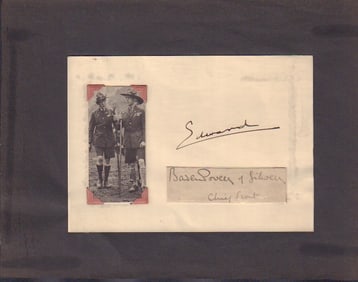 Edward
Baden Powell of Gilwell
Chief Scout